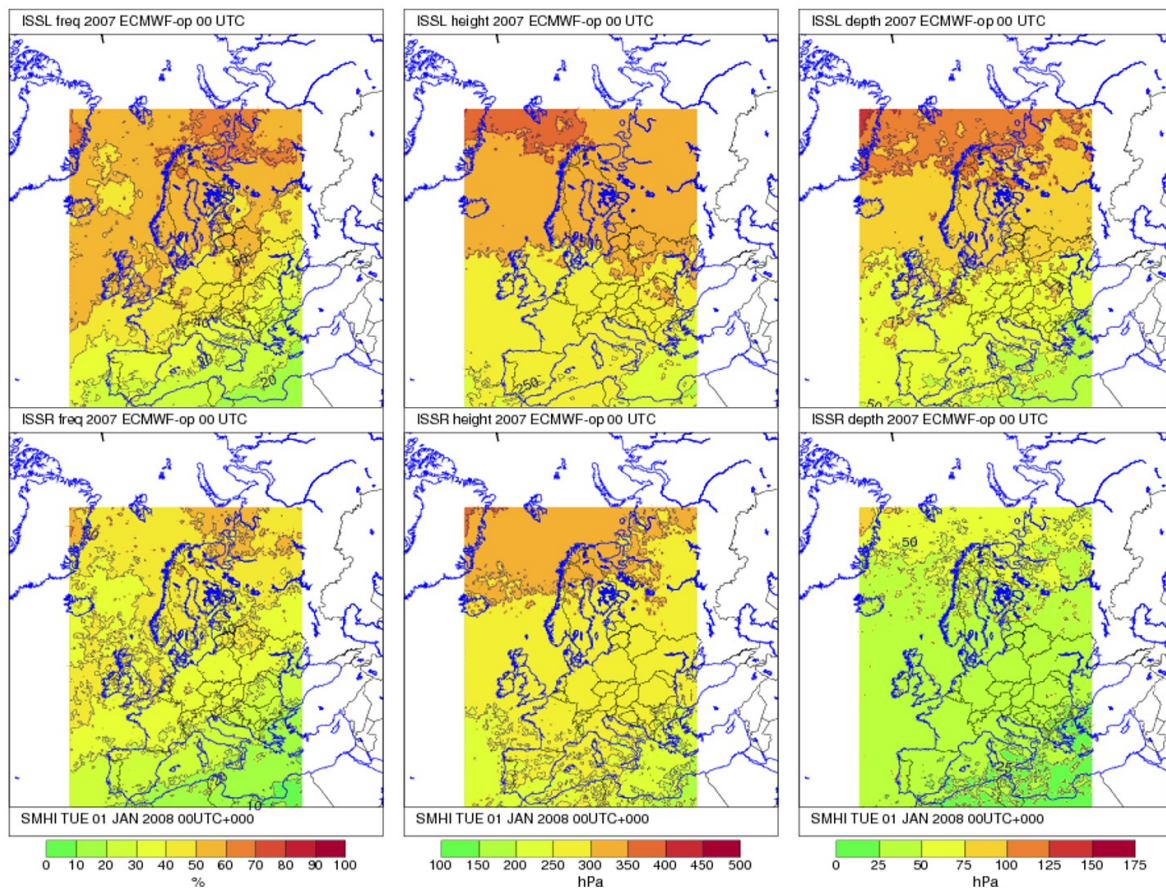 ISSL freq 2007 ECMWF-op 00 UTC
ISSL height 2007 ECMWF-op 00 UTC
ISSL depth 2007 ECMWF-op 00 UTC
50
40
30
20
300
250
50
ISSR freq 2007 ECMWF-op 00 UTC
ISSR height 2007 ECMWF-op 00 UTC
ISSR depth 2007 ECMWF-op 00 UTC
50
25
10
SMHI TUE 01 JAN 2008 00UTC+000
SMHI TUE 01 JAN 2008 00UTC+000
SMHI TUE 01 JAN 2008 00UTC+000
0 10 20 30 40 50 60 70 80 90 100
%
100 150 200 250 300 350 400 450 500
hPa
0 25 50 75 100 125 150 175
hPa